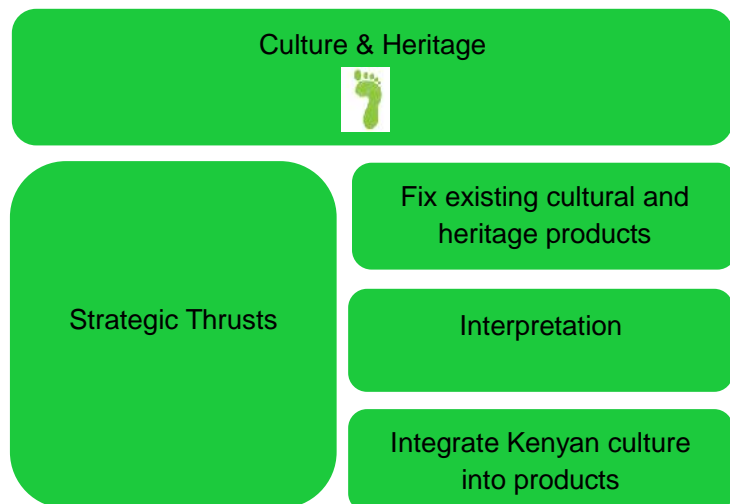 Culture & Heritage
Strategic Thrusts
Fix existing cultural and
heritage products
Interpretation
Integrate Kenyan culture
into products